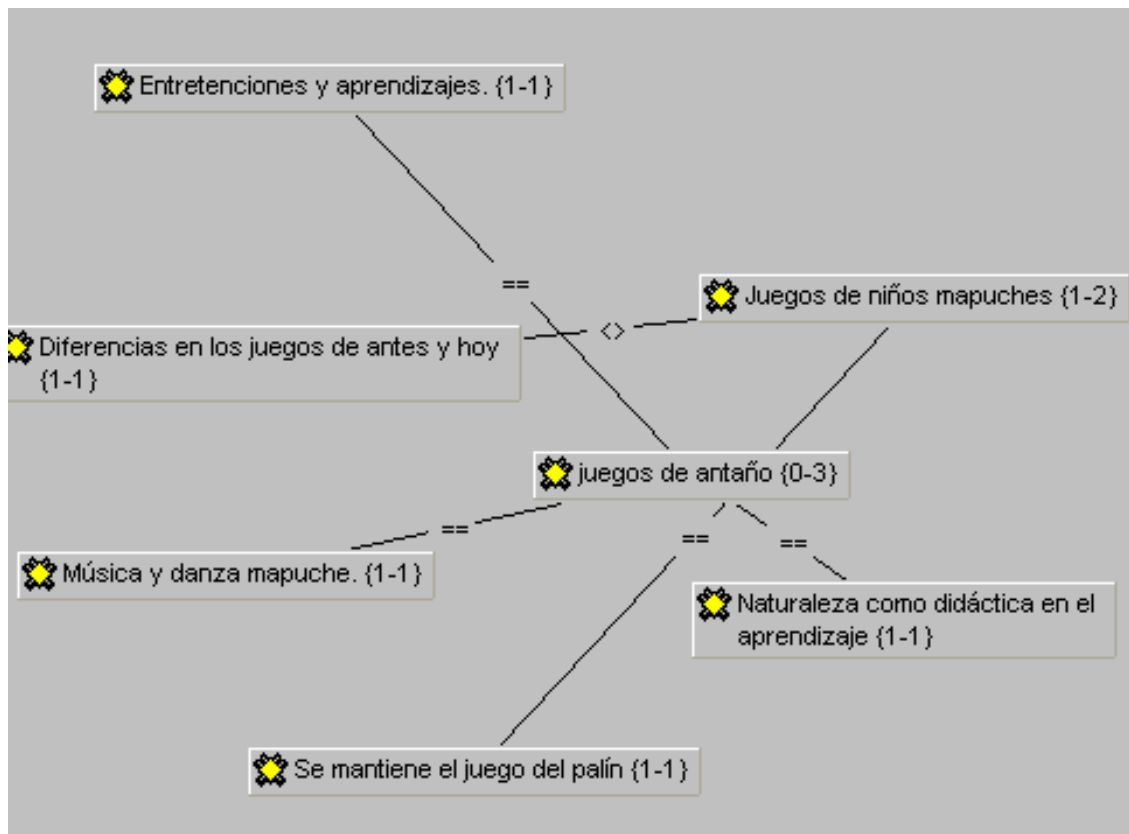 Entretenciones y aprendizajes. {1-1}
==
Juegos de niños mapuches {1-2}
<>
Diferencias en los juegos de antes y hoy
{1-1}
juegos de antaño {0-3}
==
==
==
Música y danza mapuche. {1-1}
Naturaleza como didáctica en el
aprendizaje {1-1}
Se mantiene el juego del palín {1-1}